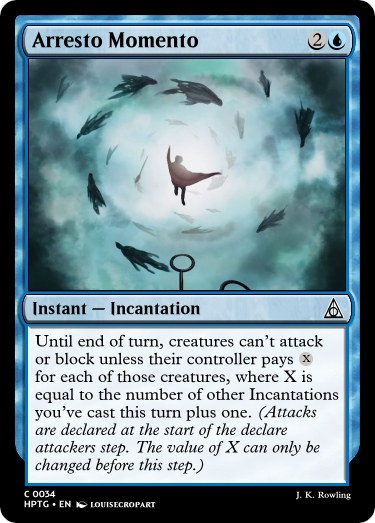 Arresto Momento 2
Instant — Incantation
Until end of turn, creatures can't attack
or block unless their controller pays X
for each of those creatures, where X is
equal to the number of other Incantations
you've cast this turn plus one. (Attacks
are declared at the start of the declare
attackers step. The value of X can only be
changed before this step.)
C 0034
HPTG • EN LOUISECROPART
J. K. Rowling